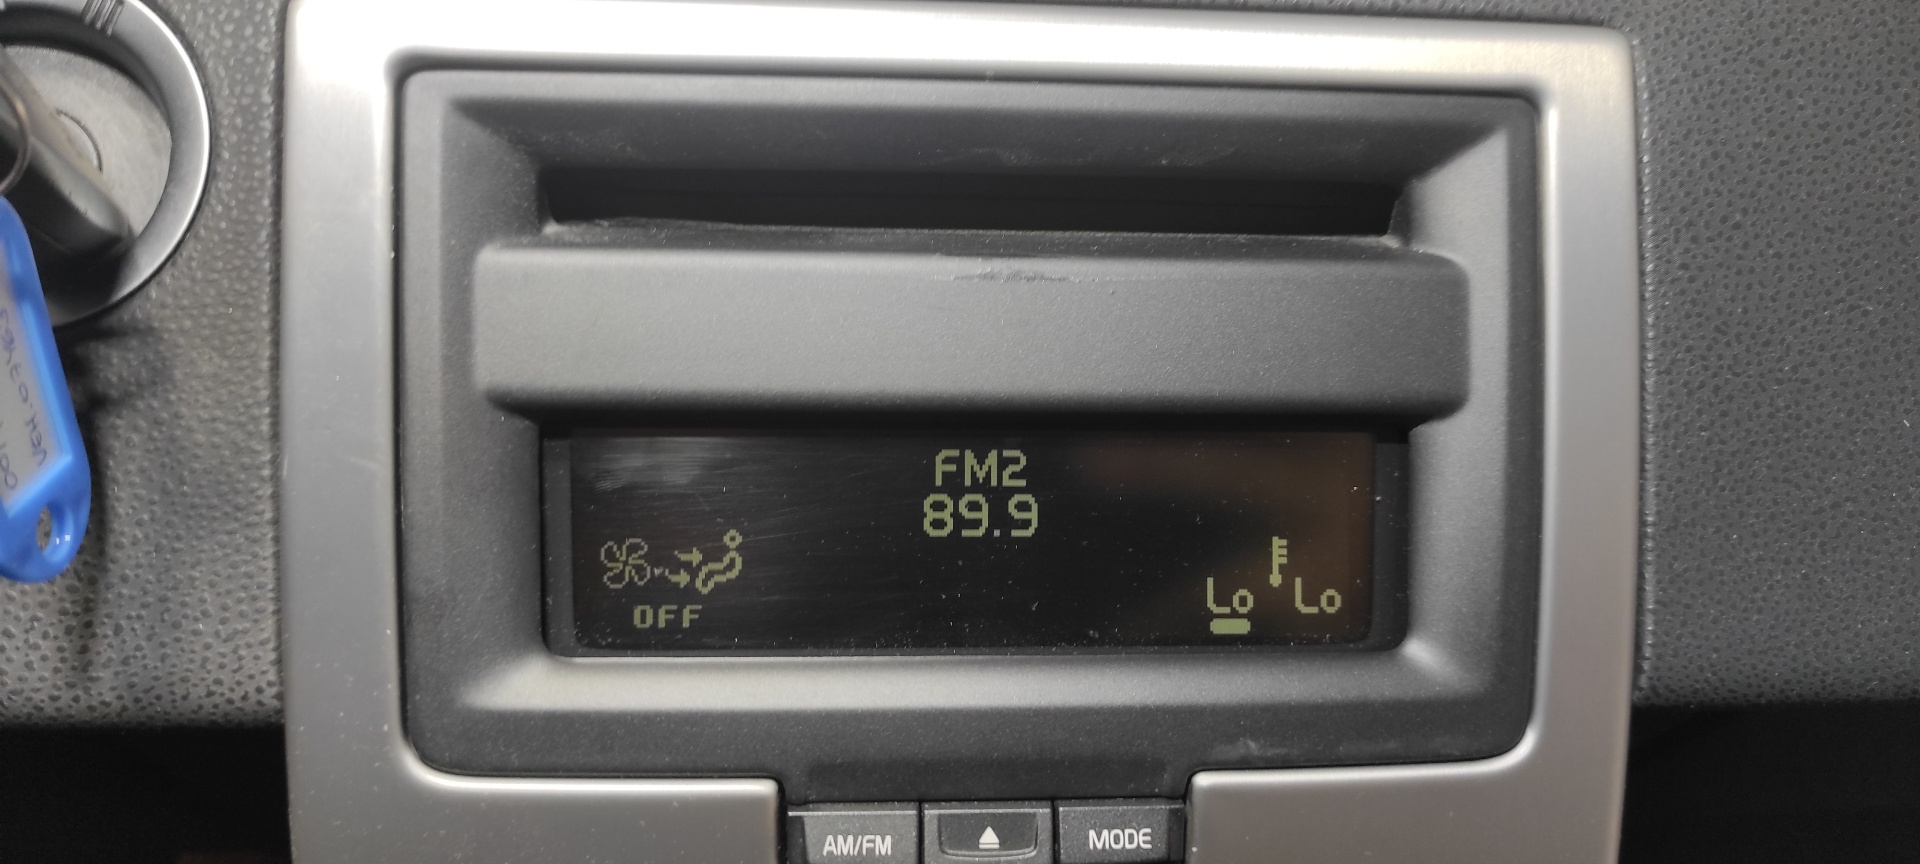 FM2
89.9
OFF
Lo Lo
AM/FM MODE